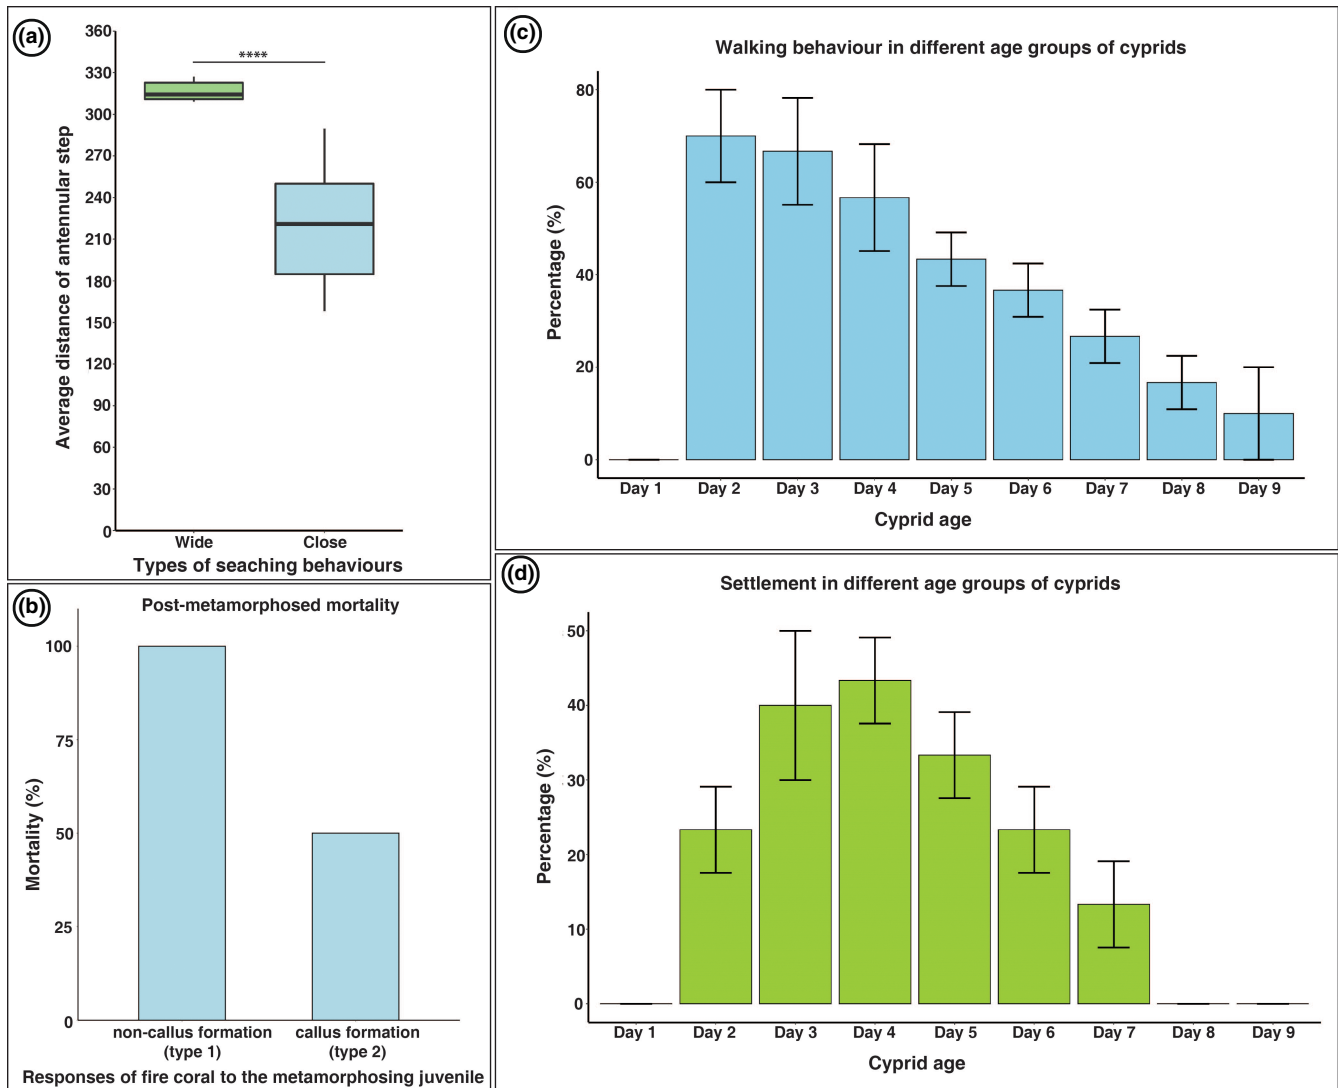 (a)
360
330
300
270
240
210
180
150
120
90
60
30
0
****
Average distance of antennular step
Wide
Close
Types of seaching behaviours
(b)
Post-metamorphosed mortality
100
75
50
25
0
Mortality (%)
non-callus formation
(type 1)
callus formation
(type 2)
Responses of fire coral to the metamorphosing juvenile
(c)
Walking behaviour in different age groups of cyprids
80
60
40
20
0
Percentage (%)
Day 1
Day 2
Day 3
Day 4
Day 5
Day 6
Day 7
Day 8
Day 9
Cyprid age
(d)
Settlement in different age groups of cyprids
50
40
30
20
10
0
Percentage (%)
Day 1
Day 2
Day 3
Day 4
Day 5
Day 6
Day 7
Day 8
Day 9
Cyprid age